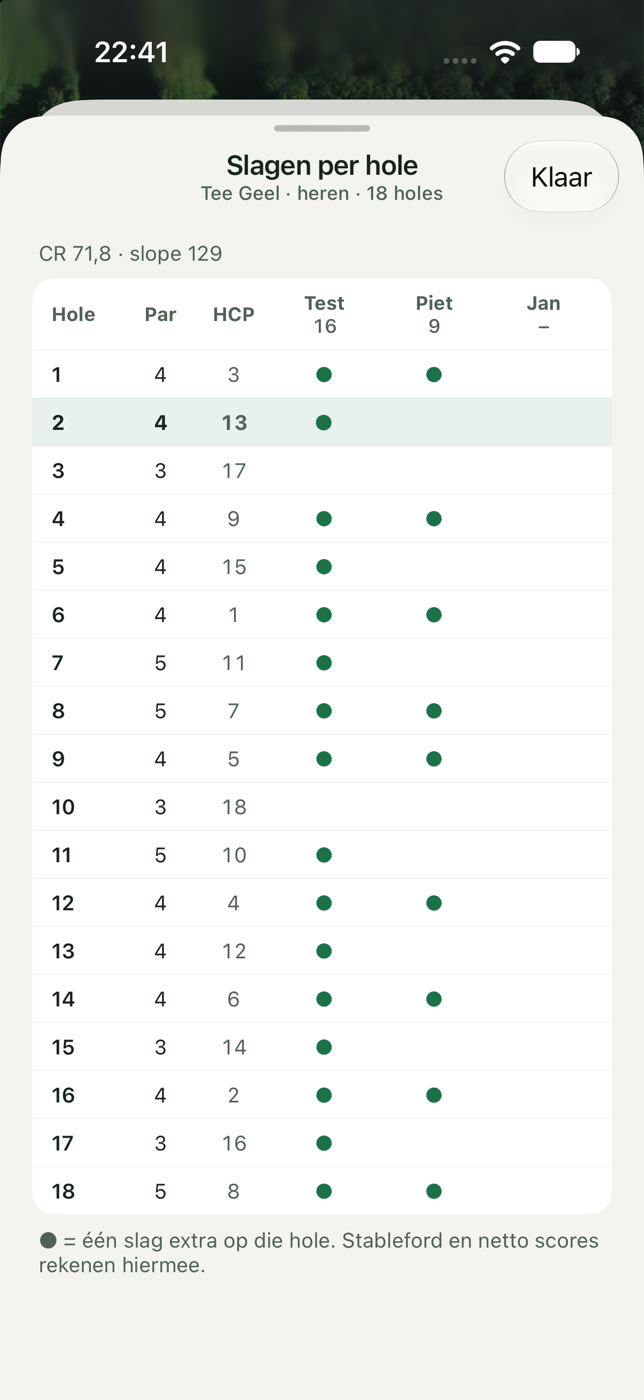 22:41
Slagen per hole
Tee Geel · heren · 18 holes
Klaar
CR 71,8 · slope 129
Hole Par HCP Test 16 Piet 9 Jan –
1 4 3 ● ●
2 4 13 ●
3 3 17
4 4 9 ● ●
5 4 15 ●
6 4 1 ● ●
7 5 11 ●
8 5 7 ● ●
9 4 5 ● ●
10 3 18
11 5 10 ●
12 4 4 ● ●
13 4 12 ●
14 4 6 ● ●
15 3 14 ●
16 4 2 ● ●
17 3 16 ●
18 5 8 ● ●
● = één slag extra op die hole. Stableford en netto scores
rekenen hiermee.